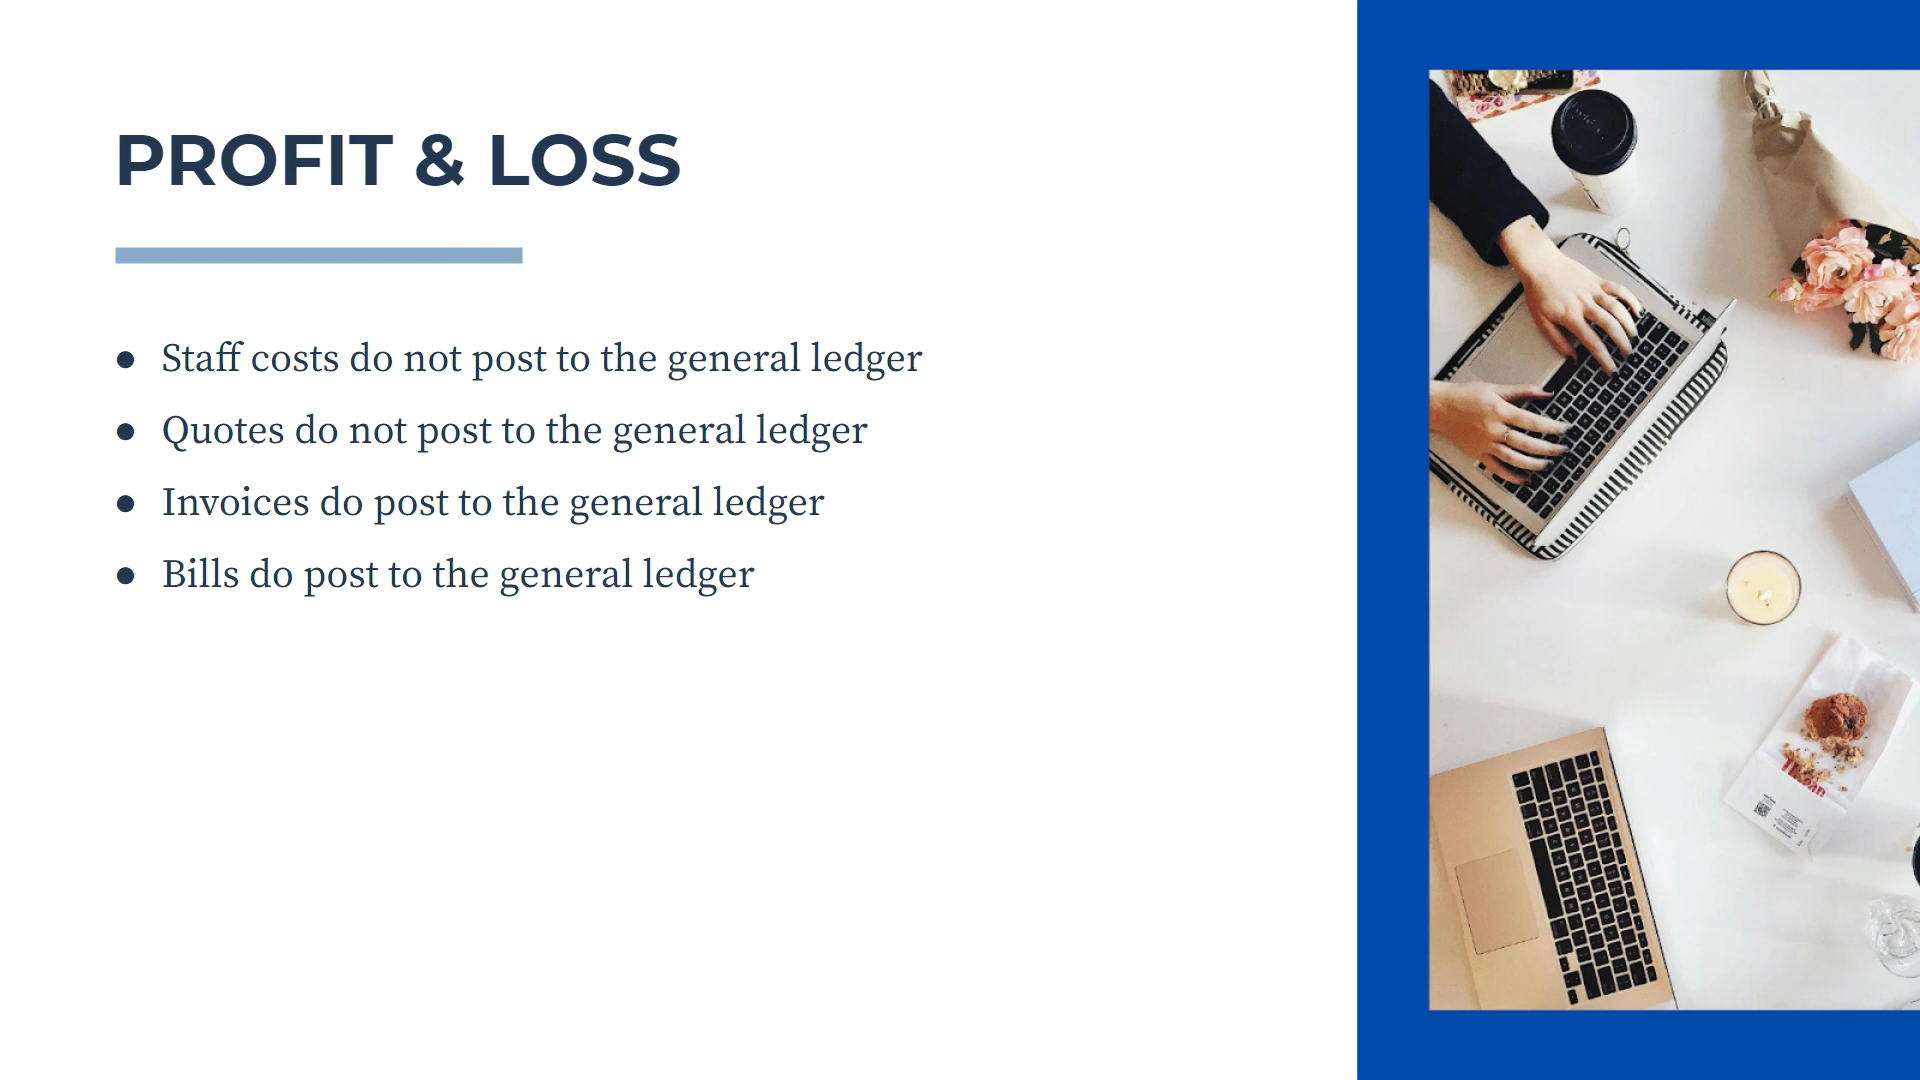 PROFIT & LOSS
● Staff costs do not post to the general ledger
● Quotes do not post to the general ledger
● Invoices do post to the general ledger
● Bills do post to the general ledger